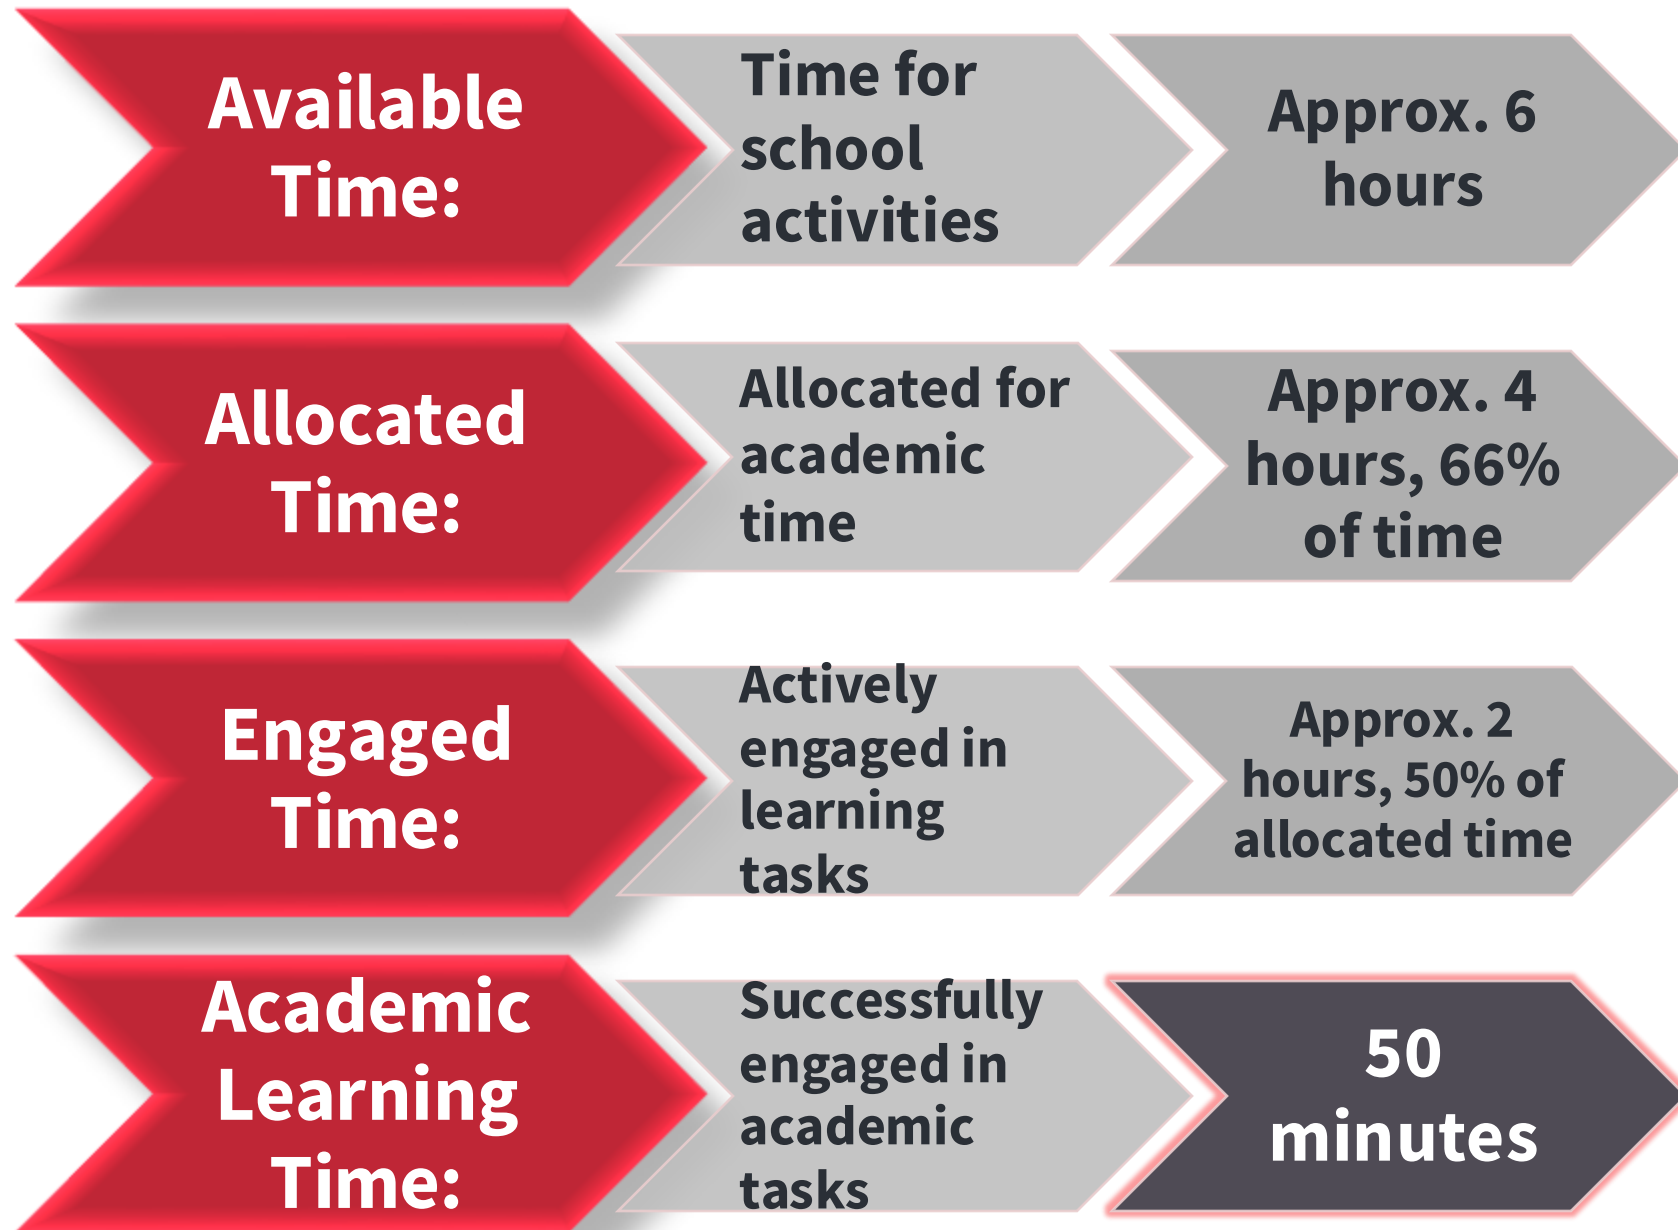 Available
Time:
Time for
school
activities
Approx. 6
hours
Allocated
Time:
Allocated for
academic
time
Approx. 4
hours, 66%
of time
Engaged
Time:
Actively
engaged in
learning
tasks
Approx. 2
hours, 50% of
allocated time
Academic
Learning
Time:
Successfully
engaged in
academic
tasks
50
minutes